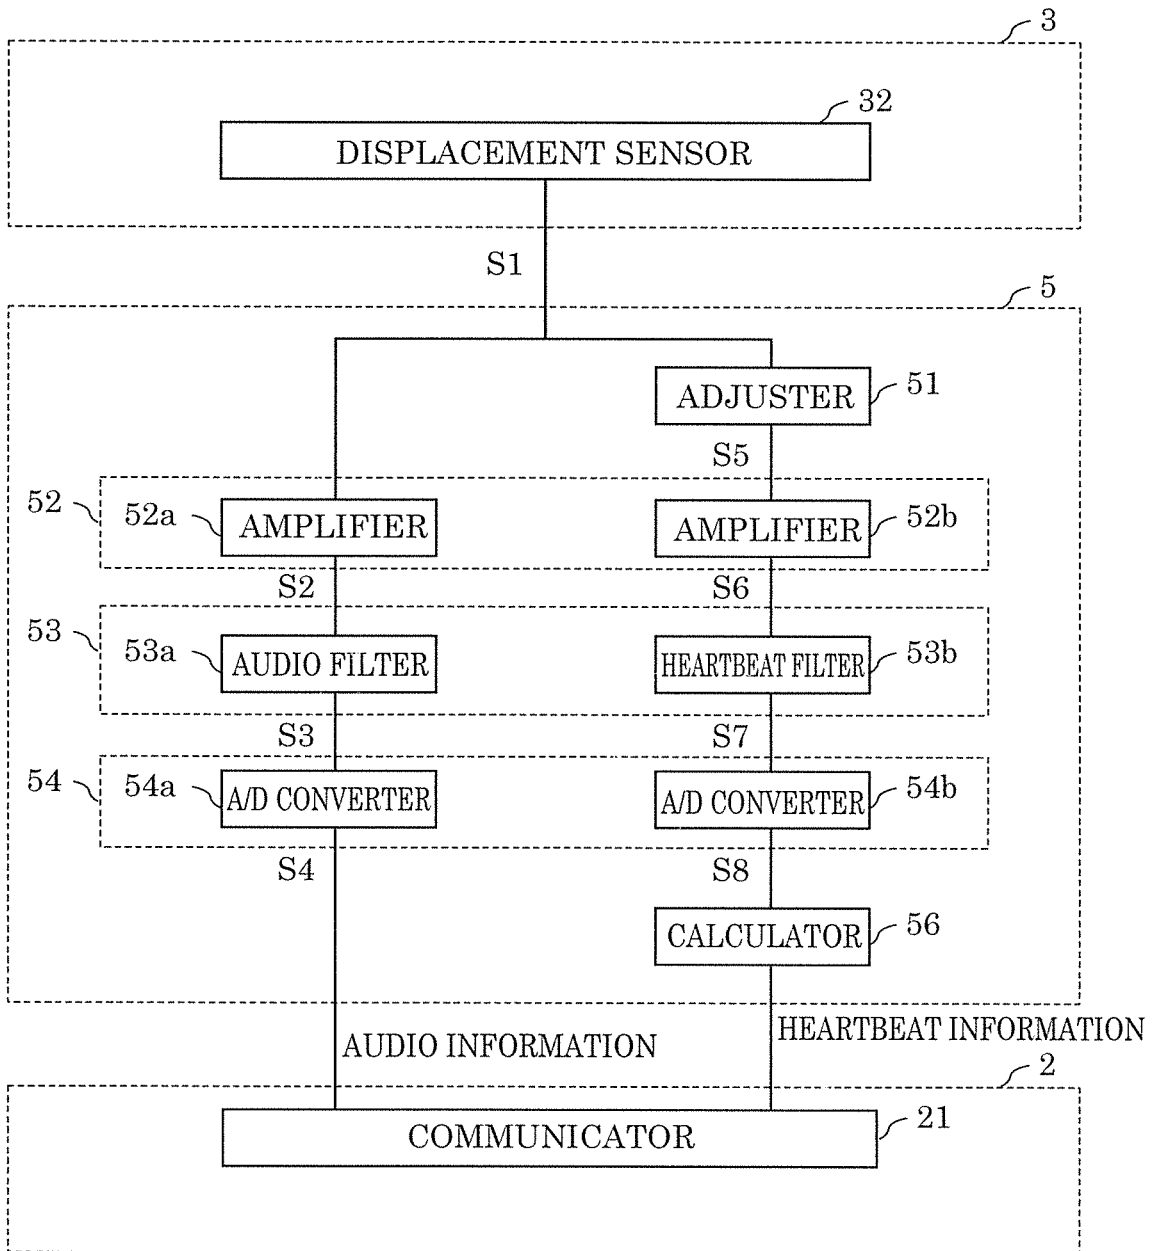 3
32
DISPLACEMENT SENSOR
S1
5
ADJUSTER
51
S5
52
52a
AMPLIFIER
AMPLIFIER
52b
S2
S6
53
53a
AUDIO FILTER
HEARTBEAT FILTER
53b
S3
S7
54
54a
A/D CONVERTER
A/D CONVERTER
54b
S4
S8
CALCULATOR
56
AUDIO INFORMATION
HEARTBEAT INFORMATION
2
COMMUNICATOR
21